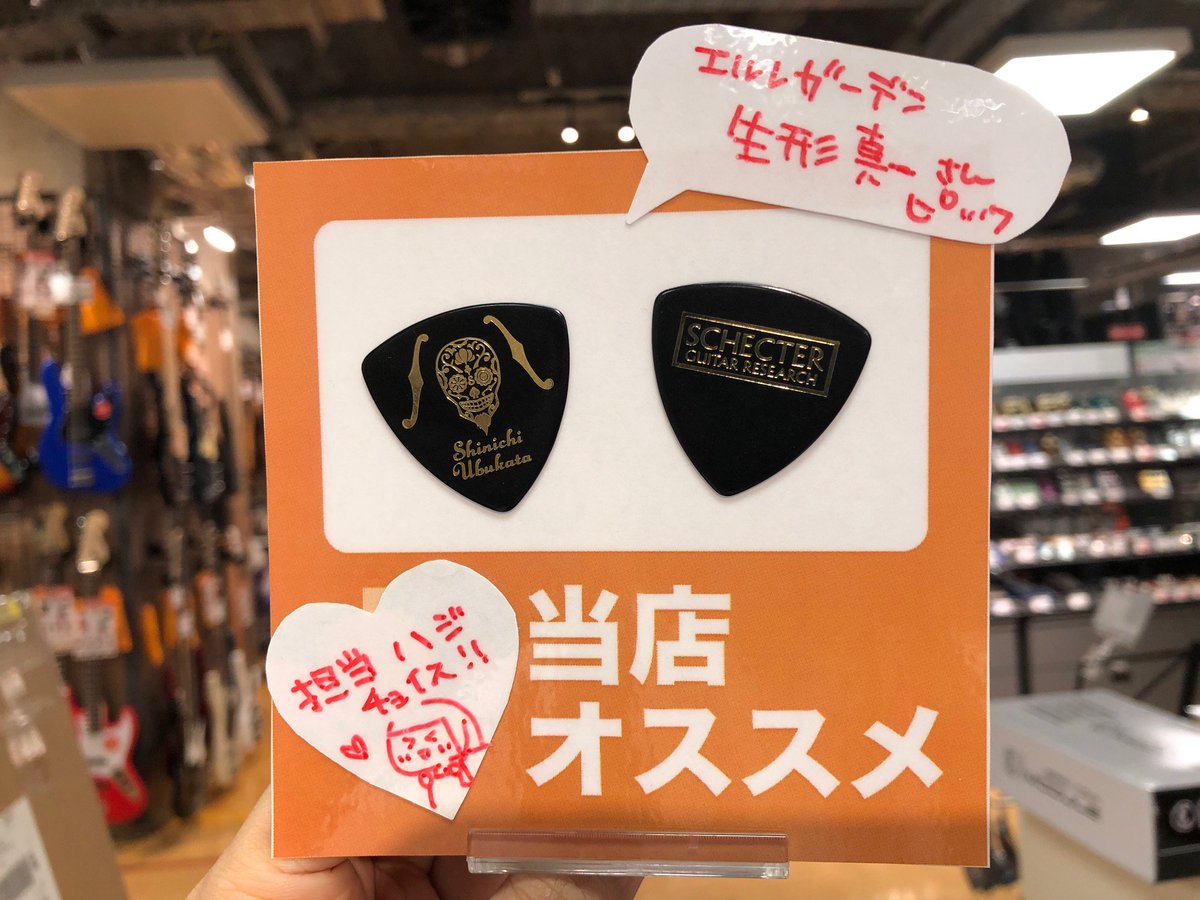 エルレガーデン
生形真一さん
ピック
Shinichi
Ubukata
SCHECTER
GUITAR RESEARCH
担当 ハジ
チョイス!!
当店
オススメ